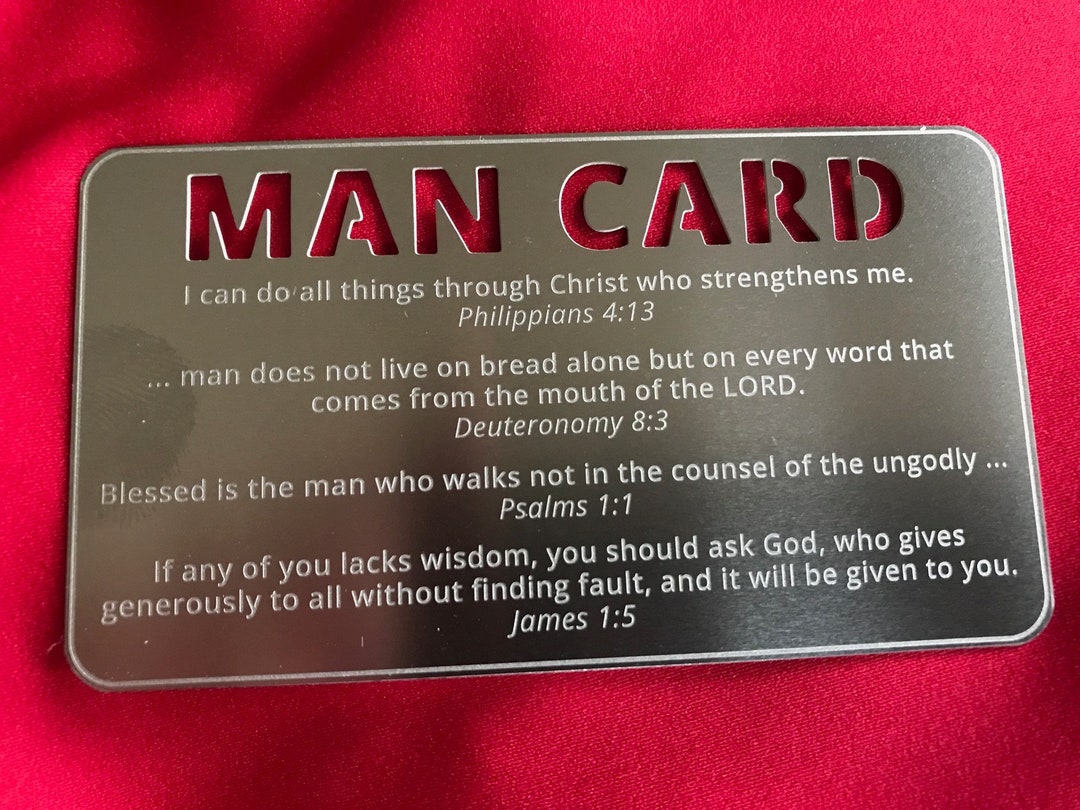 MAN CARD
I can do all things through Christ who strengthens me.
Philippians 4:13
... man does not live on bread alone but on every word that
comes from the mouth of the LORD.
Deuteronomy 8:3
Blessed is the man who walks not in the counsel of the ungodly ...
Psalms 1:1
If any of you lacks wisdom, you should ask God, who gives
generously to all without finding fault, and it will be given to you.
James 1:5